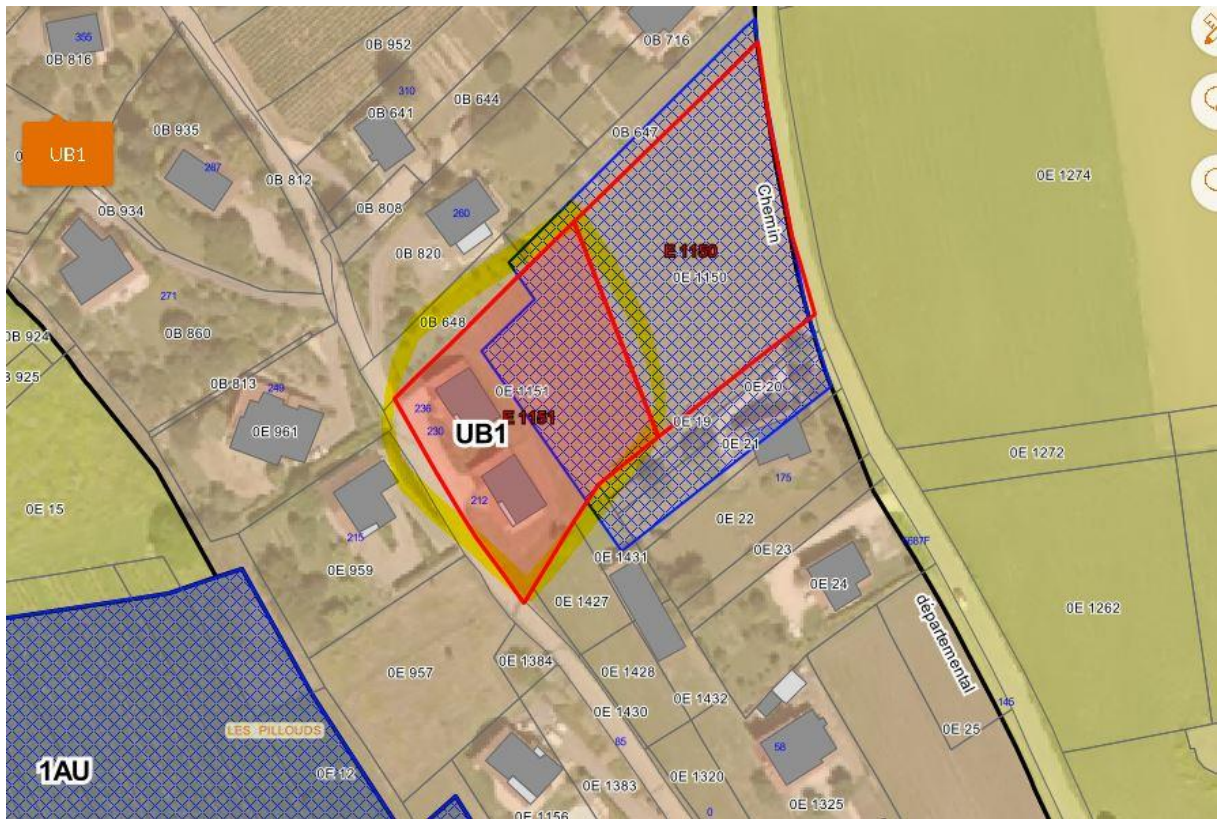 355
0B 816
0B 952
0B 716
310
0B 641
0B 644
0B 935
UB1
287
0B 812
0B 647
0E 1274
0B 934
0B 808
260
Chemin
0B 820
E 1150
0E 1150
271
0B 648
0B 924
0B 860
B 925
0B 813
249
0E 1151
0E 20
236
E 1151
0E 19
230
UB1
0E 961
0E 21
0E 1272
175
212
0E 15
0E 22
215
0E 1431
0E 23
0E 959
0E 24
0E 1427
0E 1262
départemental
0E 1384
0E 957
0E 1428
0E 1432
146
0E 1430
LES PILLOUDS
0E 25
85
58
1AU
0E 12
0E 1383
0E 1320
0E 1156
0
0E 1325